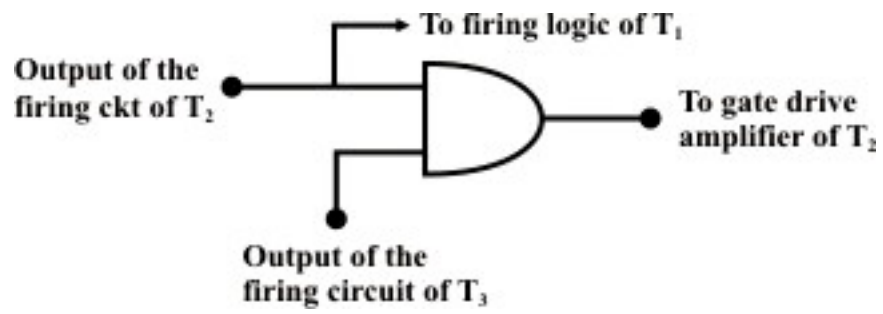 To firing logic of T₁
Output of the
firing ckt of T₂
To gate drive
amplifier of T₂
Output of the
firing circuit of T₃